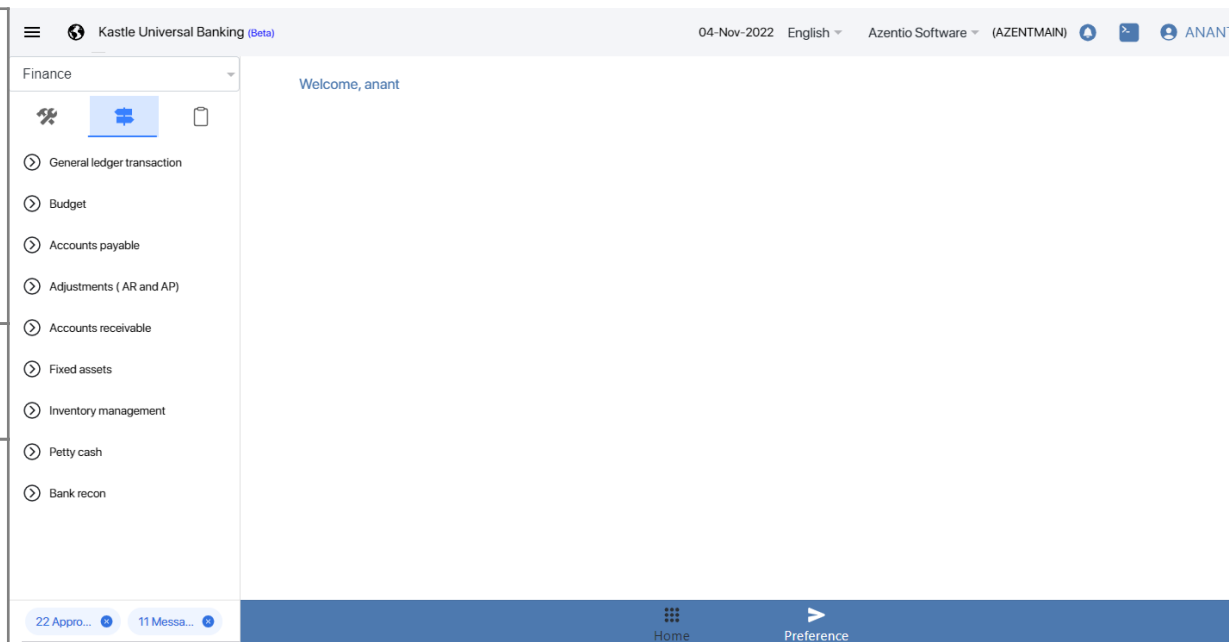 Kastle Universal Banking (Beta) 04-Nov-2022 English Azentio Software (AZENTMAIN) ANANT
Finance
Welcome, anant
General ledger transaction
Budget
Accounts payable
Adjustments ( AR and AP)
Accounts receivable
Fixed assets
Inventory management
Petty cash
Bank recon
22 Appro... 11 Messa...
Home Preference